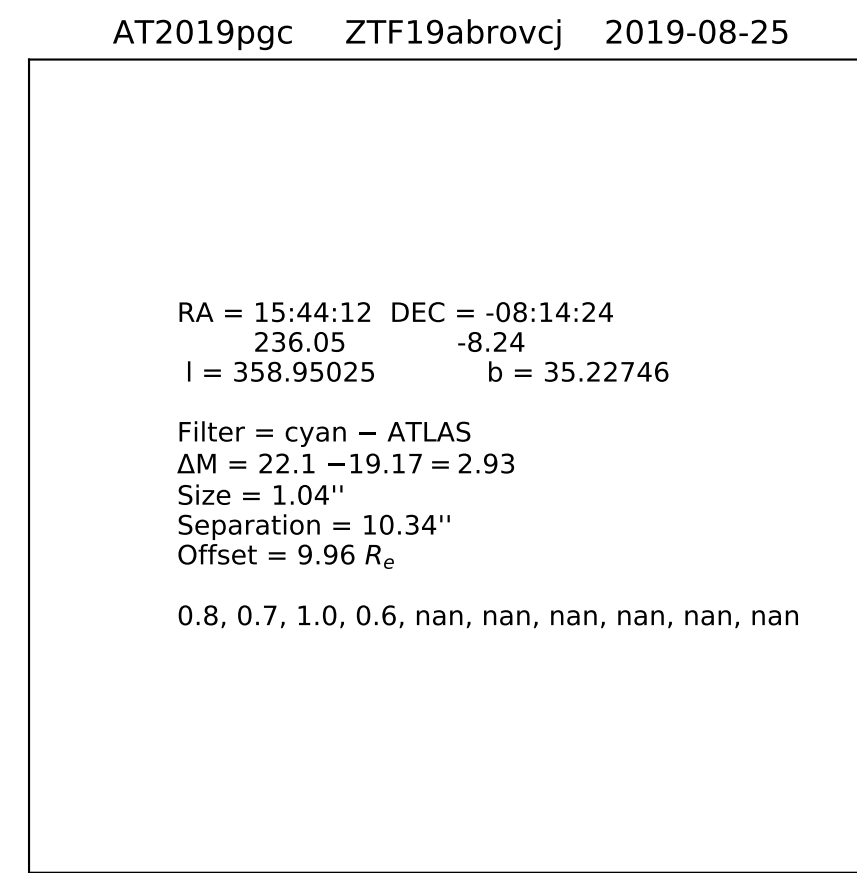 AT2019pgc ZTF19abrovcj 2019-08-25
RA = 15:44:12 DEC = -08:14:24
236.05 -8.24
l = 358.95025 b = 35.22746
Filter = cyan − ATLAS
ΔM = 22.1 −19.17 = 2.93
Size = 1.04''
Separation = 10.34''
Offset = 9.96 Rₑ
0.8, 0.7, 1.0, 0.6, nan, nan, nan, nan, nan, nan